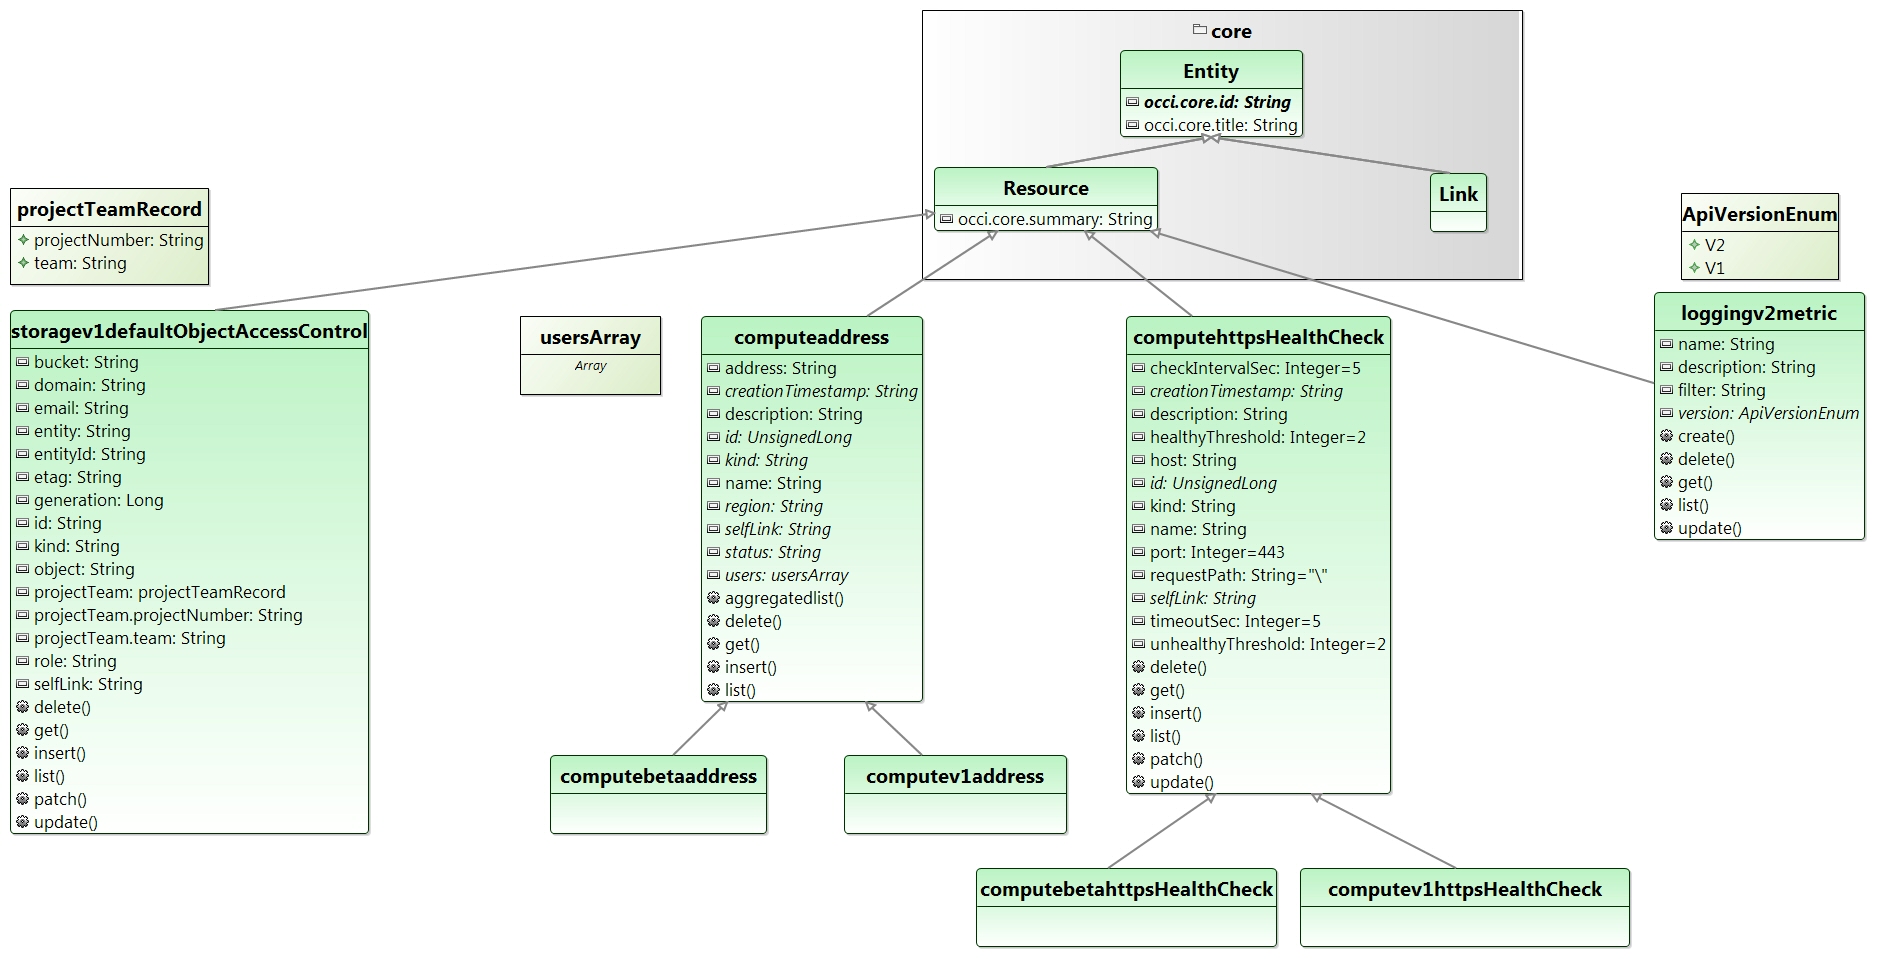 core
Entity
occi.core.id: String
occi.core.title: String
Resource
occi.core.summary: String
Link
projectTeamRecord
projectNumber: String
team: String
ApiVersionEnum
V2
V1
storagev1defaultObjectAccessControl
bucket: String
domain: String
email: String
entity: String
entityId: String
etag: String
generation: Long
id: String
kind: String
object: String
projectTeam: projectTeamRecord
projectTeam.projectNumber: String
projectTeam.team: String
role: String
selfLink: String
delete()
get()
insert()
list()
patch()
update()
usersArray
Array
computeaddress
address: String
creationTimestamp: String
description: String
id: UnsignedLong
kind: String
name: String
region: String
selfLink: String
status: String
users: usersArray
aggregatedlist()
delete()
get()
insert()
list()
computehttpsHealthCheck
checkIntervalSec: Integer=5
creationTimestamp: String
description: String
healthyThreshold: Integer=2
host: String
id: UnsignedLong
kind: String
name: String
port: Integer=443
requestPath: String="\"
selfLink: String
timeoutSec: Integer=5
unhealthyThreshold: Integer=2
delete()
get()
insert()
list()
patch()
update()
loggingv2metric
name: String
description: String
filter: String
version: ApiVersionEnum
create()
delete()
get()
list()
update()
computebetaaddress
computev1address
computebetahttpsHealthCheck
computev1httpsHealthCheck